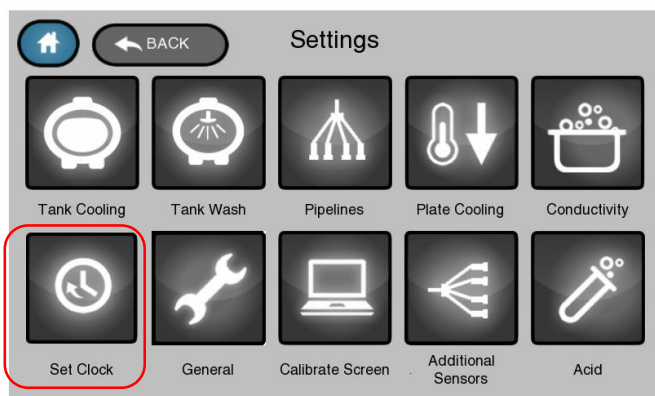 BACK
Settings
Tank Cooling
Tank Wash
Pipelines
Plate Cooling
Conductivity
Set Clock
General
Calibrate Screen
Additional
Sensors
Acid